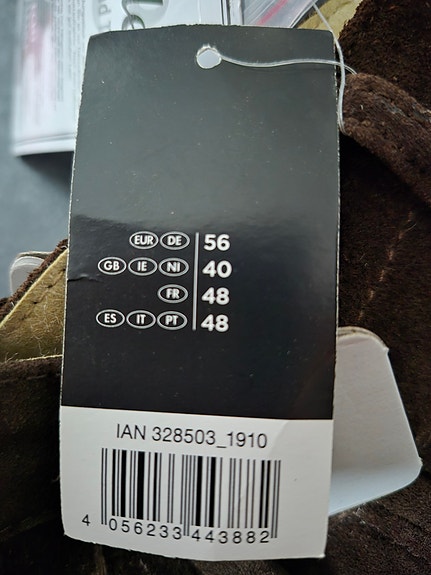 EUR DE 56
GB IE NI 40
FR 48
ES IT PT 48
IAN 328503_1910
4 056233 443882